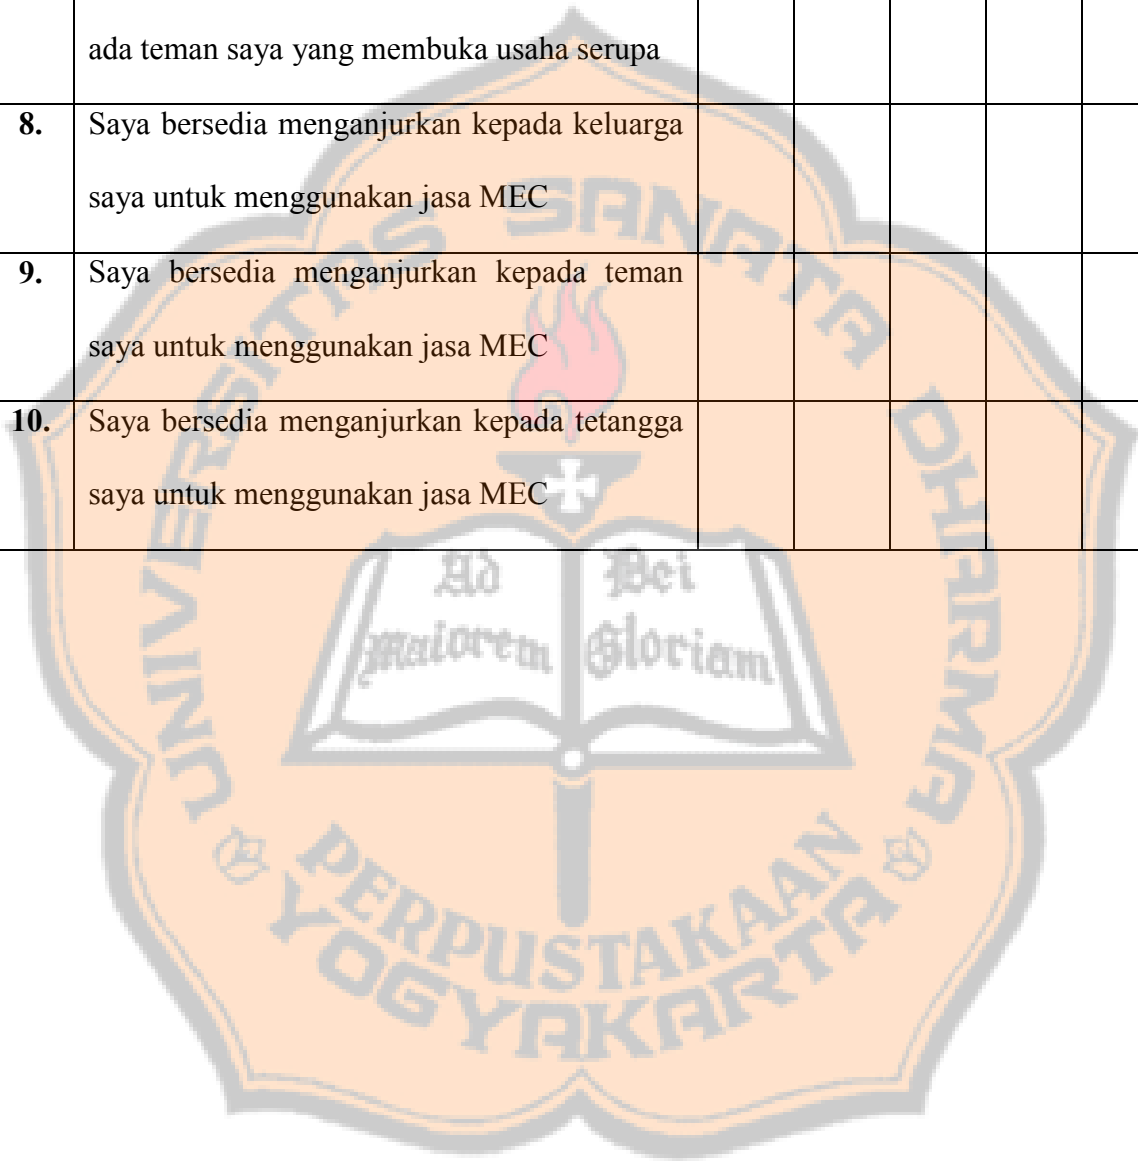 ada teman saya yang membuka usaha serupa
8. Saya bersedia menganjurkan kepada keluarga
saya untuk menggunakan jasa MEC
9. Saya bersedia menganjurkan kepada teman
saya untuk menggunakan jasa MEC
10. Saya bersedia menganjurkan kepada tetangga
saya untuk menggunakan jasa MEC
UNIVERSITAS SANATA DHARMA
Ad Dei
maiorem Gloriam
PERPUSTAKAAN
YOGYAKARTA